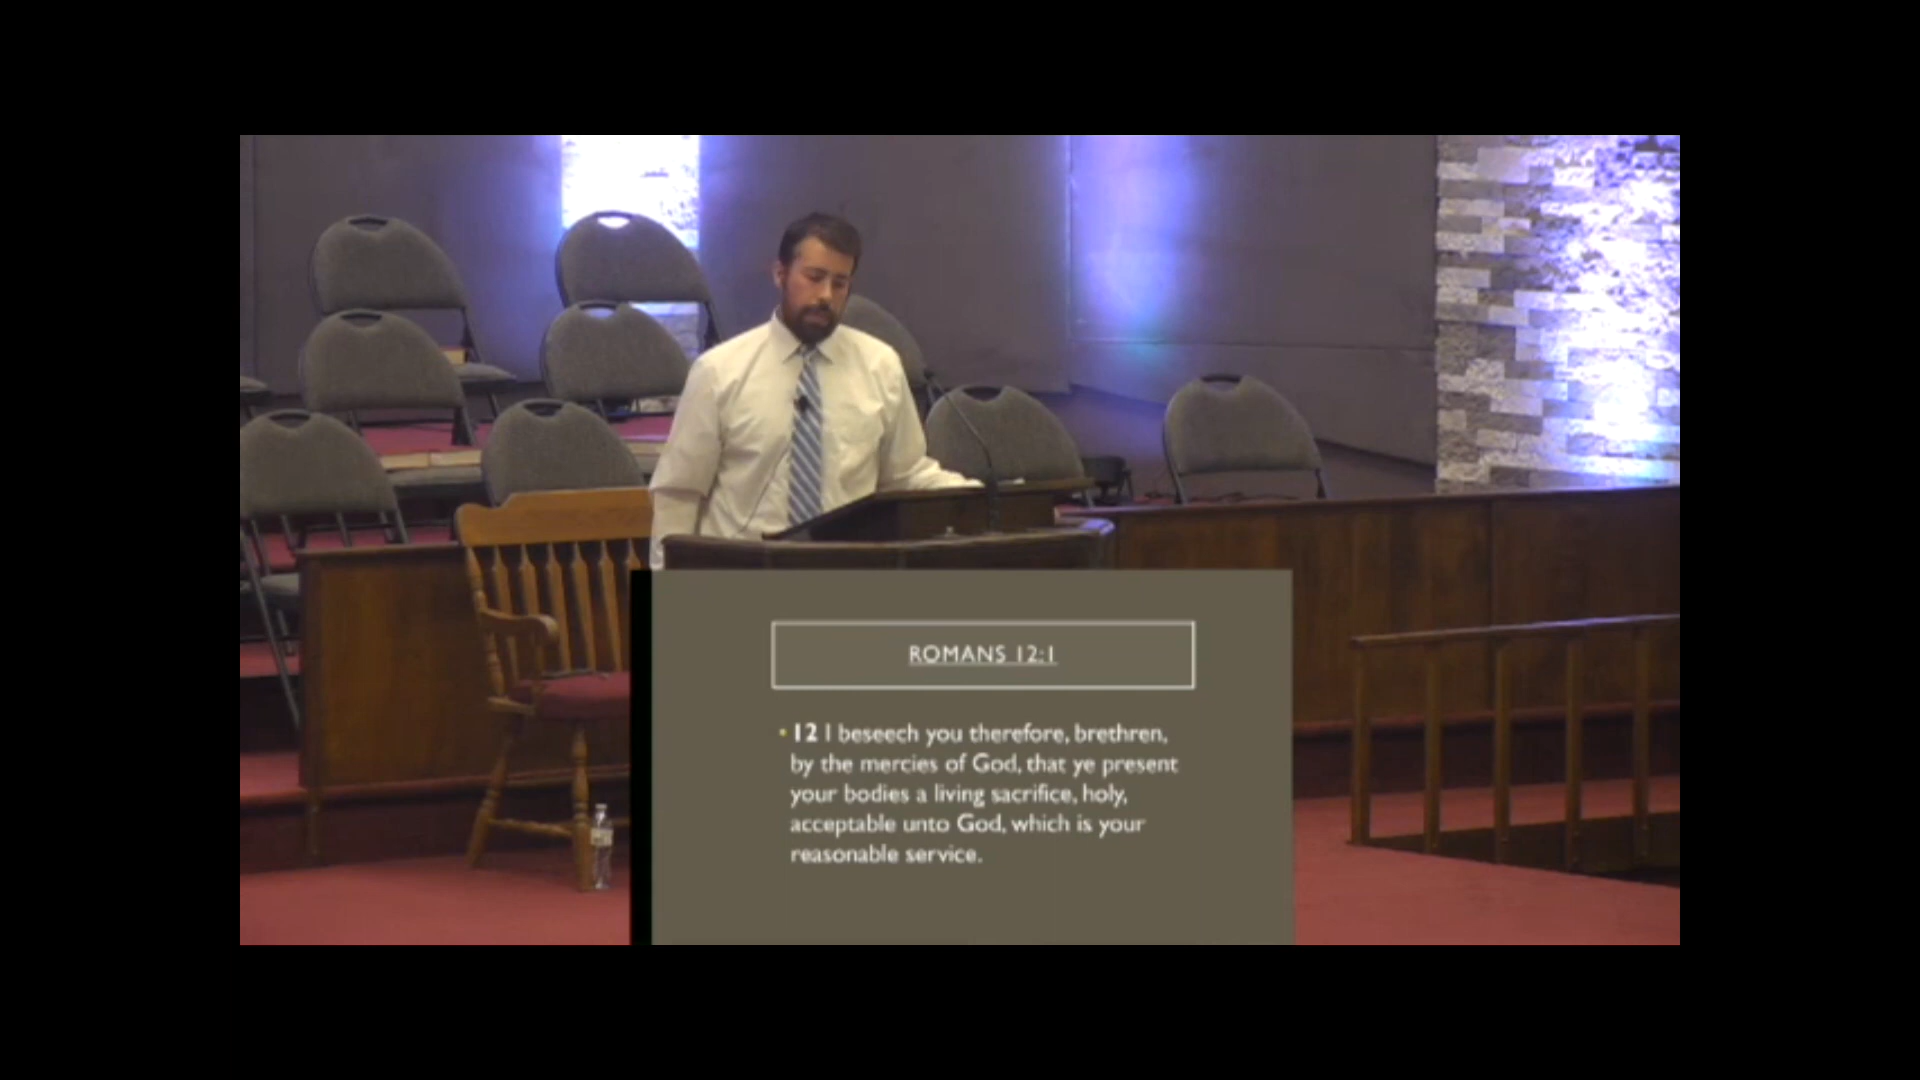 ROMANS 12:1
• 12 I beseech you therefore, brethren,
by the mercies of God, that ye present
your bodies a living sacrifice, holy,
acceptable unto God, which is your
reasonable service.